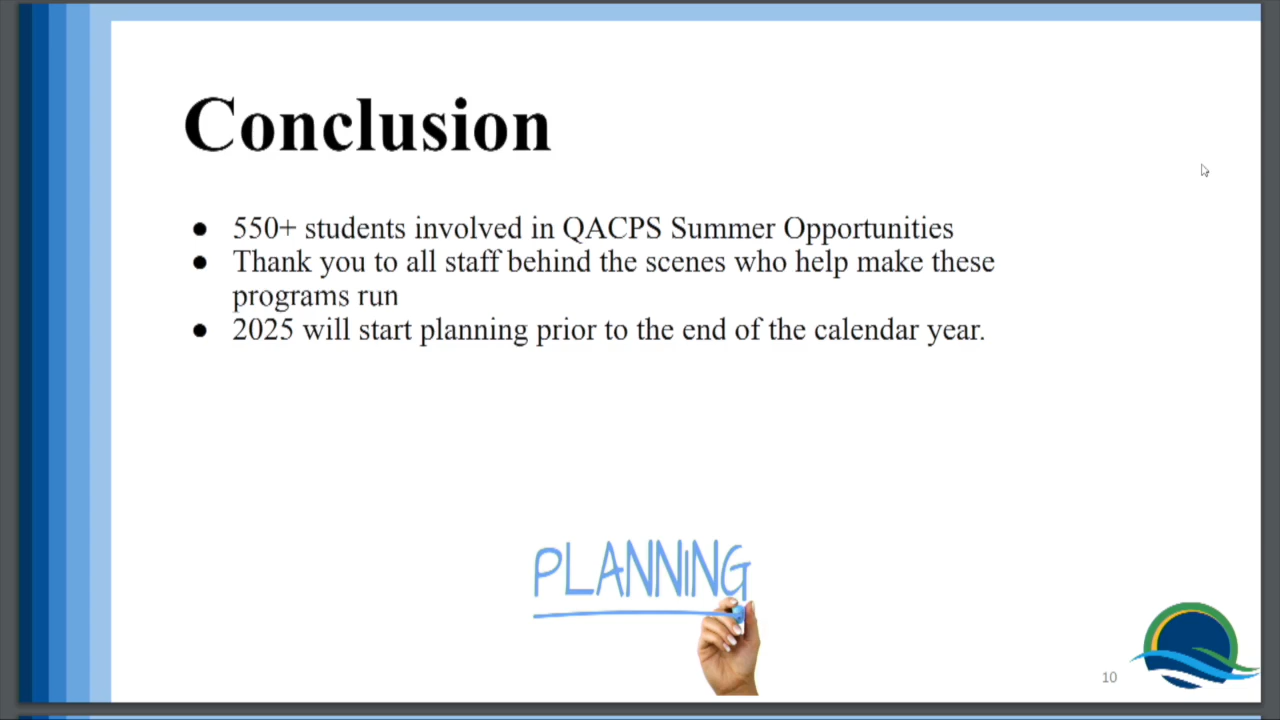 Conclusion
● 550+ students involved in QACPS Summer Opportunities
● Thank you to all staff behind the scenes who help make these
programs run
● 2025 will start planning prior to the end of the calendar year.
PLANNING
10